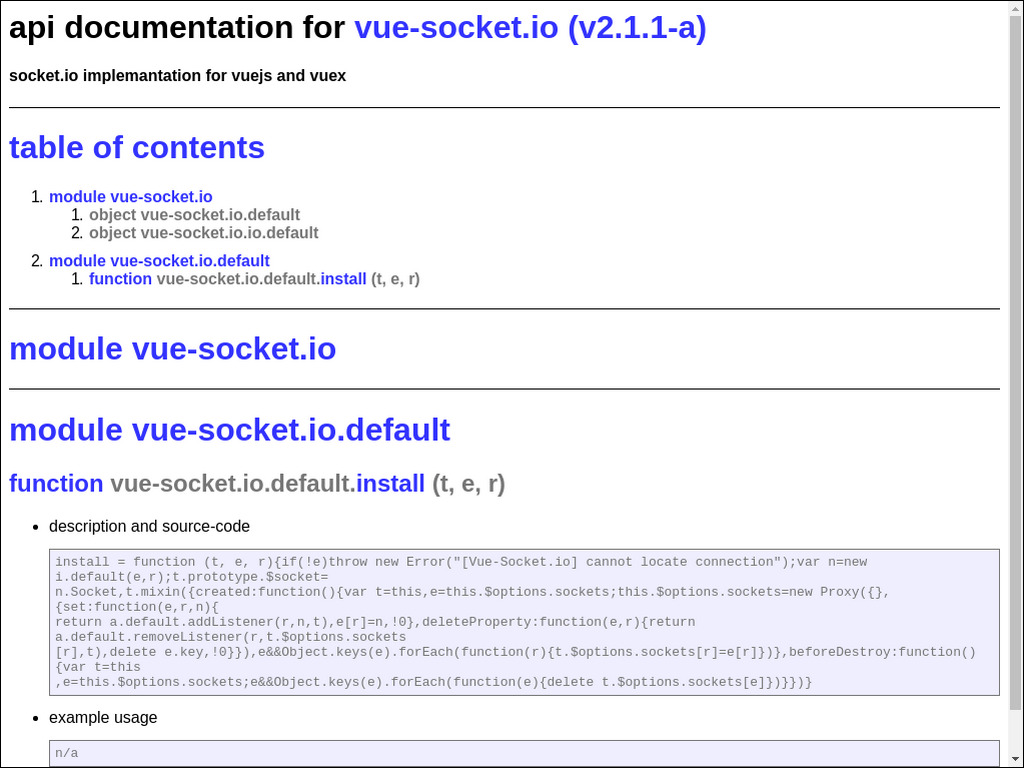 api documentation for vue-socket.io (v2.1.1-a)
socket.io implemantation for vuejs and vuex
table of contents
1. module vue-socket.io
1. object vue-socket.io.default
2. object vue-socket.io.io.default
2. module vue-socket.io.default
1. function vue-socket.io.default.install (t, e, r)
module vue-socket.io
module vue-socket.io.default
function vue-socket.io.default.install (t, e, r)
• description and source-code
install = function (t, e, r){if(!e)throw new Error("[Vue-Socket.io] cannot locate connection");var n=new
i.default(e,r);t.prototype.$socket=
n.Socket,t.mixin({created:function(){var t=this,e=this.$options.sockets;this.$options.sockets=new Proxy({},
{set:function(e,r,n){
return a.default.addListener(r,n,t),e[r]=n,!0},deleteProperty:function(e,r){return
a.default.removeListener(r,t.$options.sockets
[r],t),delete e.key,!0}}),e&&Object.keys(e).forEach(function(r){t.$options.sockets[r]=e[r]})},beforeDestroy:function()
{var t=this
,e=this.$options.sockets;e&&Object.keys(e).forEach(function(e){delete t.$options.sockets[e]})}})}
• example usage
n/a